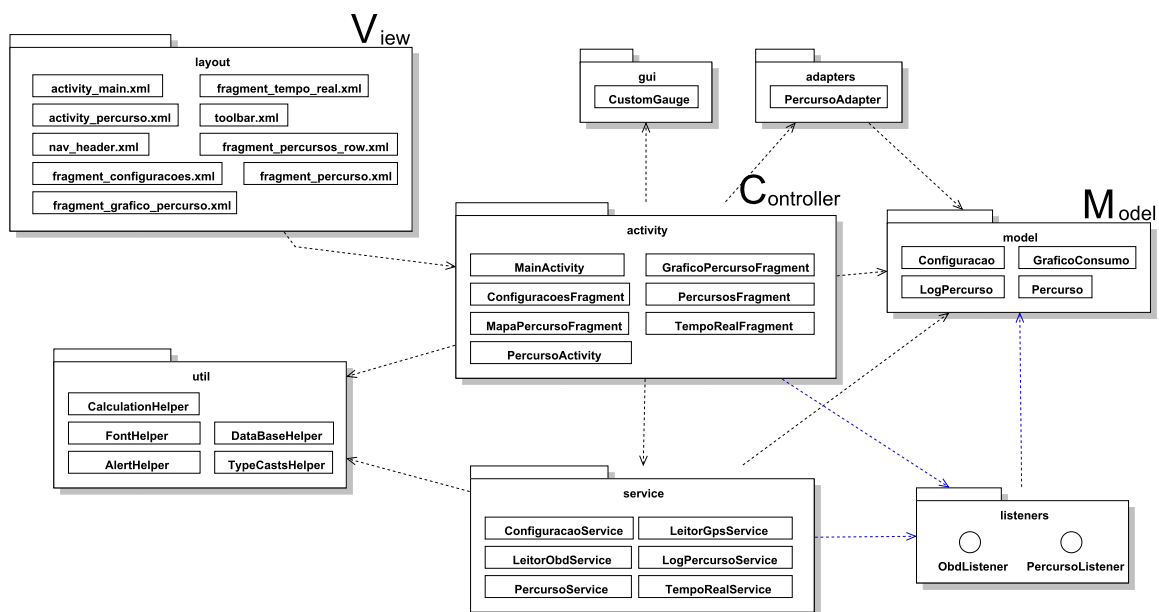 View
layout
activity_main.xml
fragment_tempo_real.xml
activity_percurso.xml
toolbar.xml
nav_header.xml
fragment_percursos_row.xml
fragment_configuracoes.xml
fragment_percurso.xml
fragment_grafico_percurso.xml
gui
CustomGauge
adapters
PercursoAdapter
Controller
activity
MainActivity
GraficoPercursoFragment
ConfiguracoesFragment
PercursosFragment
MapaPercursoFragment
TempoRealFragment
PercursoActivity
Model
model
Configuracao
GraficoConsumo
LogPercurso
Percurso
util
CalculationHelper
FontHelper
DataBaseHelper
AlertHelper
TypeCastsHelper
service
ConfiguracaoService
LeitorGpsService
LeitorObdService
LogPercursoService
PercursoService
TempoRealService
listeners
ObdListener
PercursoListener